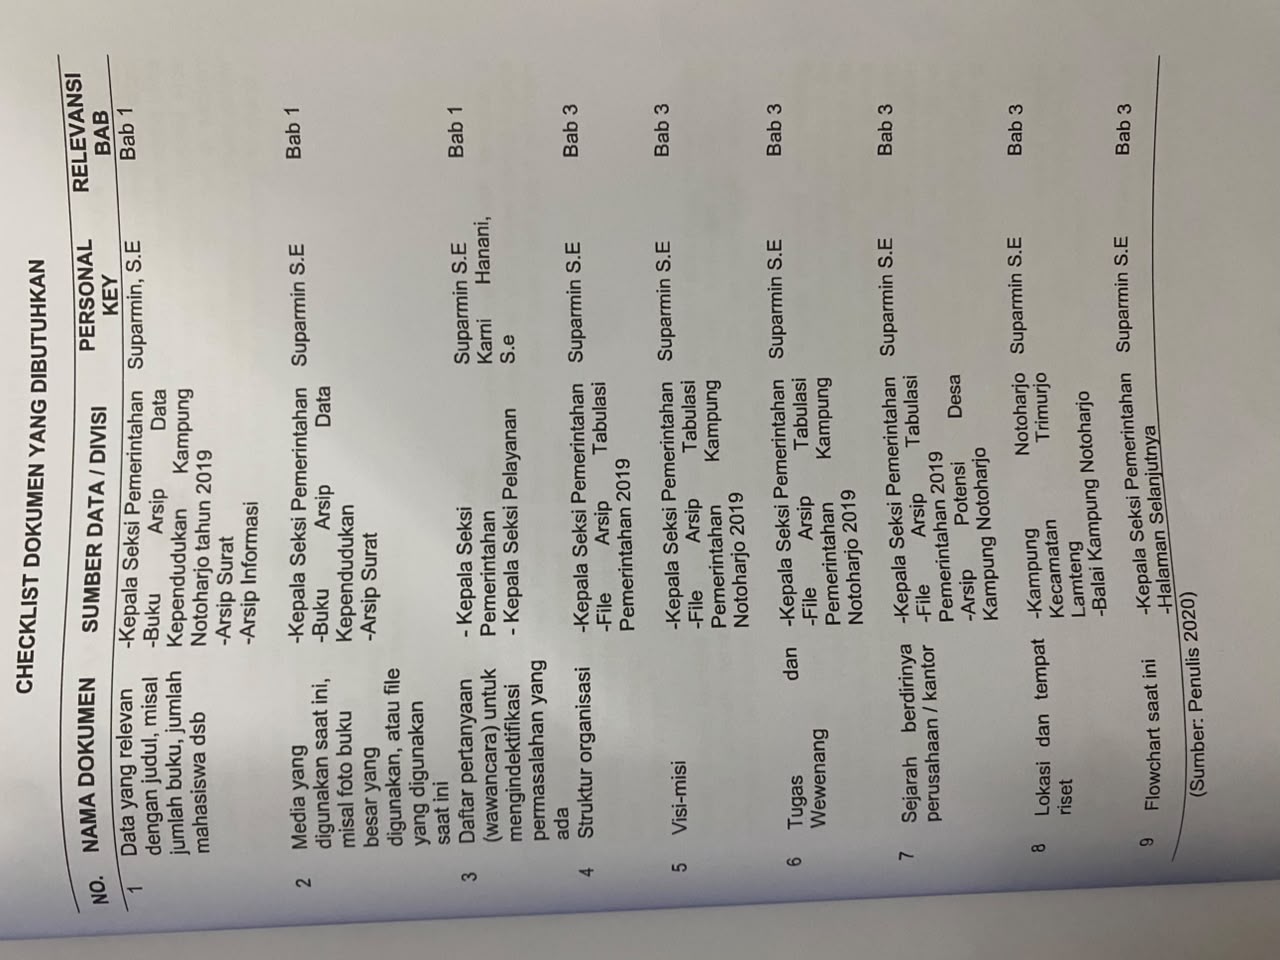 CHECKLIST DOKUMEN YANG DIBUTUHKAN
NO. NAMA DOKUMEN SUMBER DATA / DIVISI PERSONAL KEY RELEVANSI BAB
1 Data yang relevan
dengan judul, misal
jumlah buku, jumlah
mahasiswa dsb
-Kepala Seksi Pemerintahan
-Buku Arsip Data
Kependudukan Kampung
Notoharjo tahun 2019
-Arsip Surat
-Arsip Informasi
Suparmin, S.E
Bab 1
2 Media yang
digunakan saat ini,
misal foto buku
besar yang
digunakan, atau file
yang digunakan
saat ini
-Kepala Seksi Pemerintahan
-Buku Arsip Data
Kependudukan
-Arsip Surat
Suparmin S.E
Bab 1
3 Daftar pertanyaan
(wawancara) untuk
mengindektifikasi
permasalahan yang
ada
- Kepala Seksi
Pemerintahan
- Kepala Seksi Pelayanan
Suparmin S.E
Karni Hanani,
S.e
Bab 1
4 Struktur organisasi
-Kepala Seksi Pemerintahan
-File Arsip Tabulasi
Pemerintahan 2019
Suparmin S.E
Bab 3
5 Visi-misi
-Kepala Seksi Pemerintahan
-File Arsip Tabulasi
Pemerintahan Kampung
Notoharjo 2019
Suparmin S.E
Bab 3
6 Tugas dan
Wewenang
-Kepala Seksi Pemerintahan
-File Arsip Tabulasi
Pemerintahan Kampung
Notoharjo 2019
Suparmin S.E
Bab 3
7 Sejarah berdirinya
perusahaan / kantor
-Kepala Seksi Pemerintahan
-File Arsip Tabulasi
Pemerintahan 2019
-Arsip Potensi Desa
Kampung Notoharjo
Suparmin S.E
Bab 3
8 Lokasi dan tempat
riset
-Kampung Notoharjo
Kecamatan Trimurjo
Lamteng
-Balai Kampung Notoharjo
Suparmin S.E
Bab 3
9 Flowchart saat ini
-Kepala Seksi Pemerintahan
-Halaman Selanjutnya
Suparmin S.E
Bab 3
(Sumber: Penulis 2020)